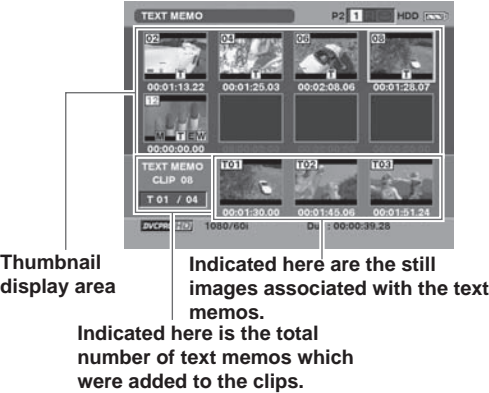 TEXT MEMO P2 1 HDD
02 04 06 08
T T T T
00:01:13.22 00:01:25.03 00:02:08.06 00:01:28.07
12
M T E W
00:00:00.00
TEXT MEMO
CLIP 08
T 01 / 04
T01 T02 T03
00:01:30.00 00:01:45.06 00:01:51.24
DVCPRO HD 1080/60i Dur : 00:00:39.28
Thumbnail
display area
Indicated here are the still
images associated with the text
memos.
Indicated here is the total
number of text memos which
were added to the clips.